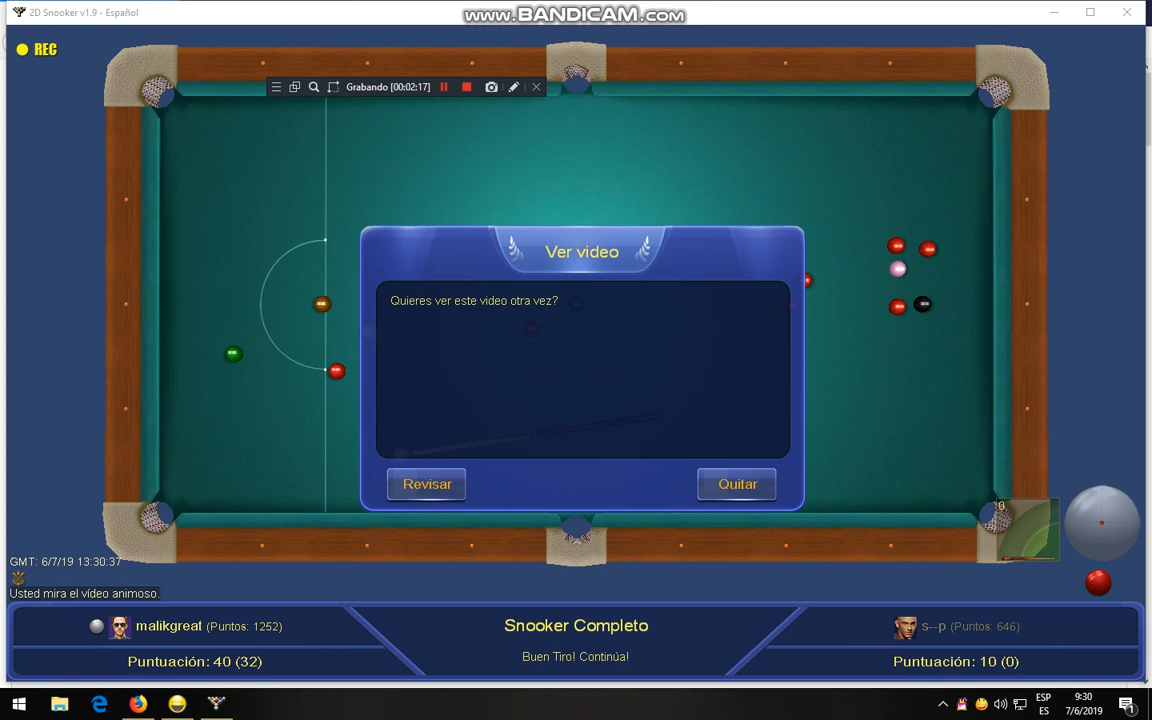 2D Snooker v1.9 - Español
www.BANDICAM.com
REC
Grabando [00:02:17]
Ver video
Quieres ver este video otra vez?
Revisar
Quitar
0
GMT: 6/7/19 13:30:37
Usted mira el vídeo animoso.
malikgreat (Puntos: 1252)
Snooker Completo
s--p (Puntos: 646)
Puntuación: 40 (32)
Buen Tiro! Continúa!
Puntuación: 10 (0)
ESP
ES
9:30
7/6/2019
1